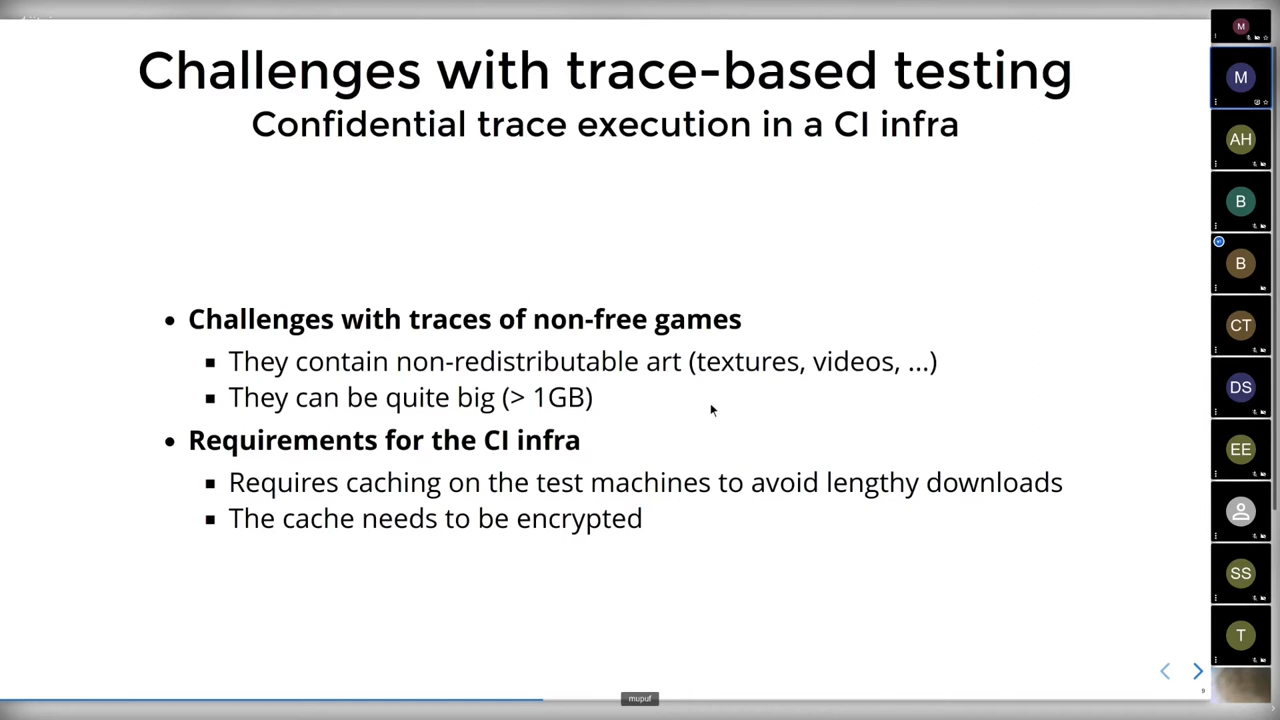 Challenges with trace-based testing
Confidential trace execution in a CI infra
• Challenges with traces of non-free games
▪ They contain non-redistributable art (textures, videos, ...)
▪ They can be quite big (> 1GB)
• Requirements for the CI infra
▪ Requires caching on the test machines to avoid lengthy downloads
▪ The cache needs to be encrypted
9
mupuf
M
M
AH
B
B
CT
DS
EE
SS
T